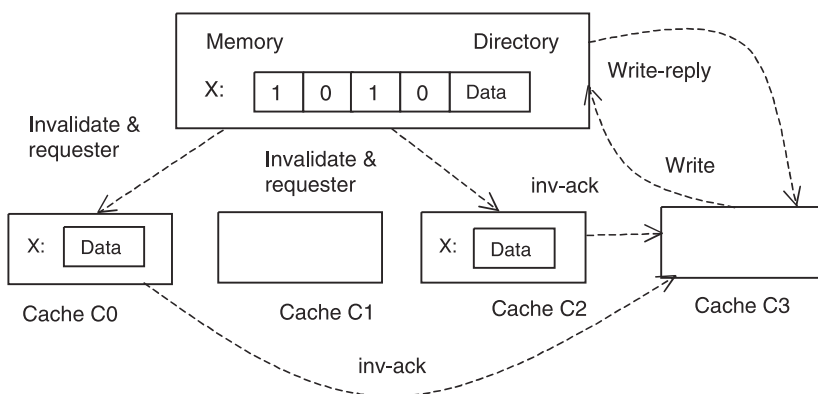 Memory Directory
Write-reply
X: 1 0 1 0 Data
Invalidate &
requester
Invalidate &
requester
Write
inv-ack
X: Data
X: Data
Cache C0
Cache C1
Cache C2
Cache C3
inv-ack